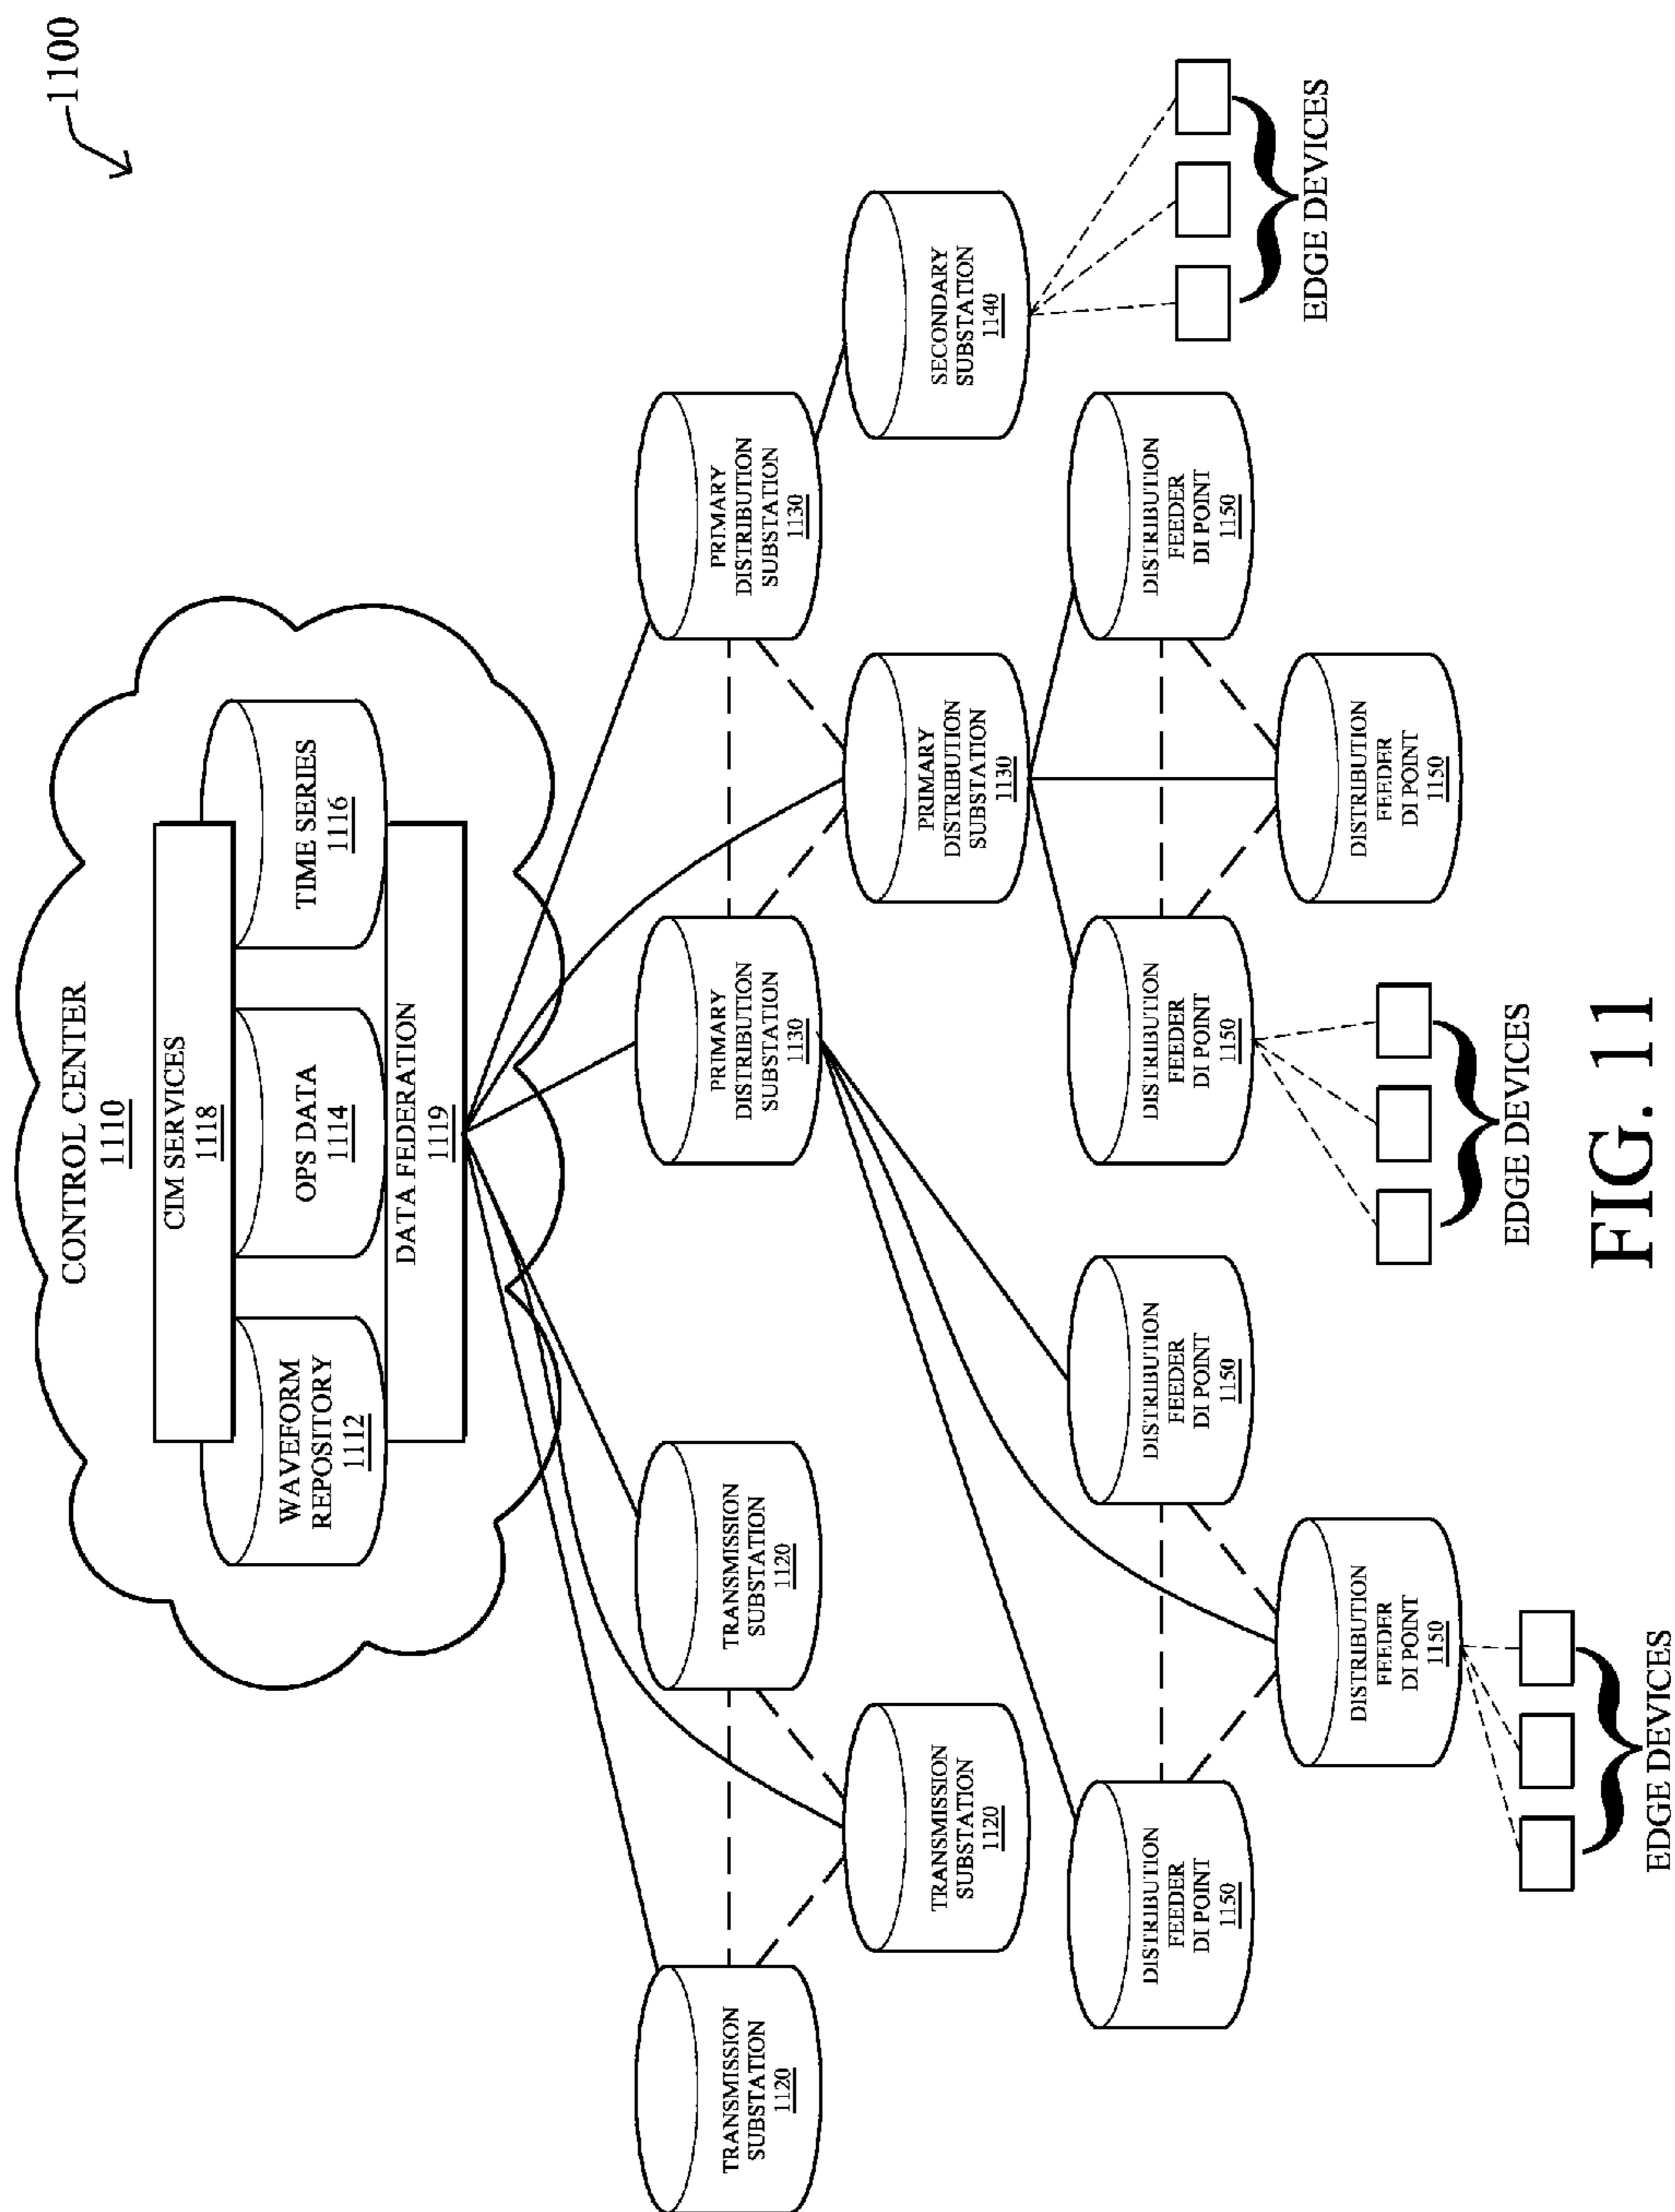 1100
CONTROL CENTER
1110
CIM SERVICES
1118
WAVEFORM
REPOSITORY
1112
OPS DATA
1114
TIME SERIES
1116
DATA FEDERATION
1119
TRANSMISSION
SUBSTATION
1120
TRANSMISSION
SUBSTATION
1120
PRIMARY
DISTRIBUTION
SUBSTATION
1130
PRIMARY
DISTRIBUTION
SUBSTATION
1130
TRANSMISSION
SUBSTATION
1120
PRIMARY
DISTRIBUTION
SUBSTATION
1130
SECONDARY
SUBSTATION
1140
DISTRIBUTION
FEEDER
DI POINT
1150
DISTRIBUTION
FEEDER
DI POINT
1150
DISTRIBUTION
FEEDER
DI POINT
1150
DISTRIBUTION
FEEDER
DI POINT
1150
EDGE DEVICES
DISTRIBUTION
FEEDER
DI POINT
1150
DISTRIBUTION
FEEDER
DI POINT
1150
EDGE DEVICES
EDGE DEVICES
FIG. 11